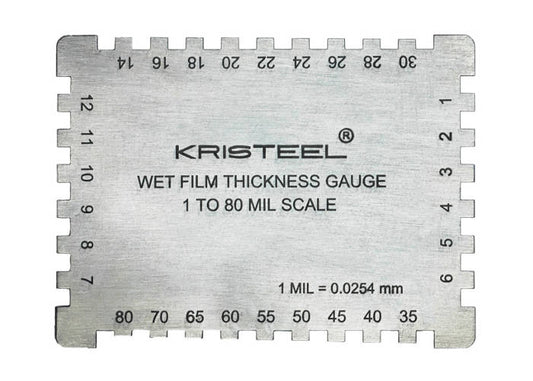 14 16 18 20 22 24 26 28 30
12
11
10
9
8
7
1
2
3
4
5
6
KRISTEEL®
WET FILM THICKNESS GAUGE
1 TO 80 MIL SCALE
1 MIL = 0.0254 mm
80 70 65 60 55 50 45 40 35